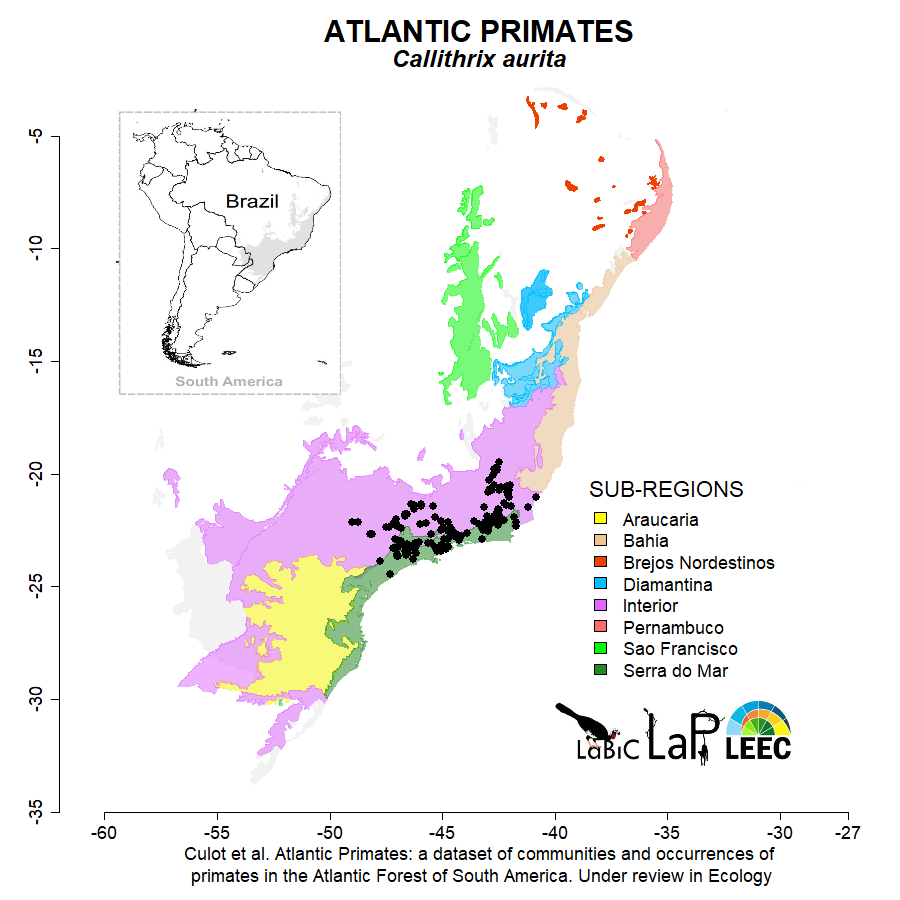 ATLANTIC PRIMATES
Callithrix aurita
Brazil
South America
-5
-10
-15
-20
-25
-30
-35
SUB-REGIONS
Araucaria
Bahia
Brejos Nordestinos
Diamantina
Interior
Pernambuco
Sao Francisco
Serra do Mar
LaBiC LaP LEEC
-60 -55 -50 -45 -40 -35 -30 -27
Culot et al. Atlantic Primates: a dataset of communities and occurrences of
primates in the Atlantic Forest of South America. Under review in Ecology